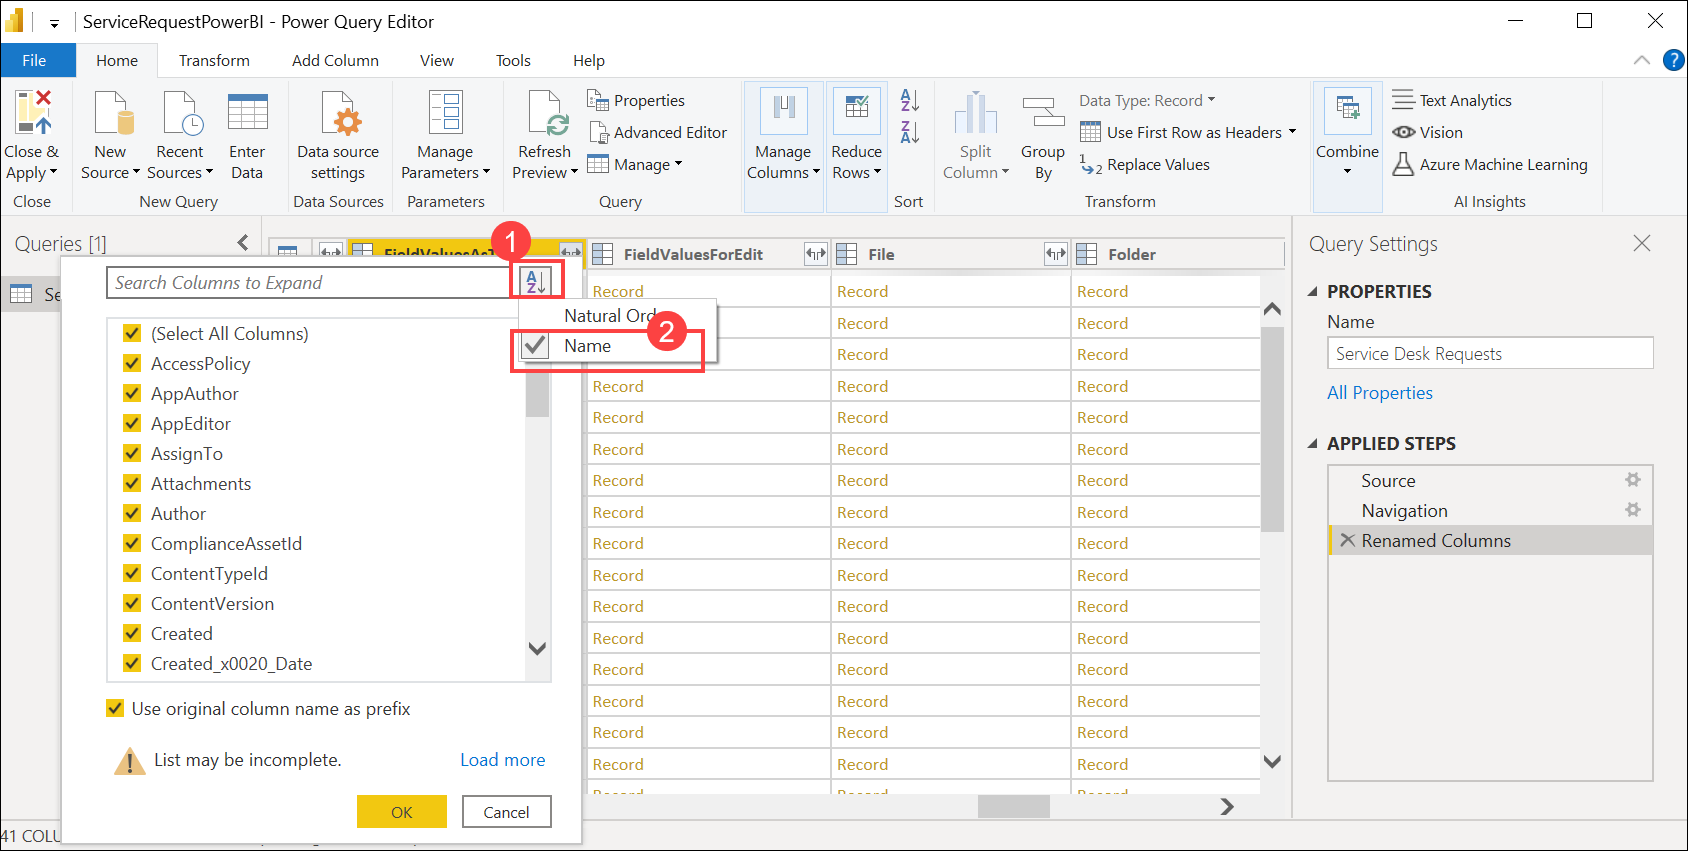 ServiceRequestPowerBI - Power Query Editor
File
Home
Transform
Add Column
View
Tools
Help
?
Close &
Apply
Close
New
Source
Recent
Sources
Enter
Data
New Query
Data source
settings
Data Sources
Manage
Parameters
Parameters
Refresh
Preview
Properties
Advanced Editor
Manage
Query
Manage
Columns
Reduce
Rows
A
Z
Z
A
Sort
Split
Column
Group
By
Data Type: Record
Use First Row as Headers
1
2
Replace Values
Transform
Combine
Text Analytics
Vision
Azure Machine Learning
AI Insights
Queries [1]
Se
FieldValuesAsT
1
FieldValuesForEdit
File
Folder
Search Columns to Expand
A
Z
Natural Ord
2
Name
(Select All Columns)
AccessPolicy
AppAuthor
AppEditor
AssignTo
Attachments
Author
ComplianceAssetId
ContentTypeId
ContentVersion
Created
Created_x0020_Date
Use original column name as prefix
List may be incomplete.
Load more
OK
Cancel
Record Record Record
Record Record
Record Record
Record Record Record
Record Record Record
Record Record Record
Record Record Record
Record Record Record
Record Record Record
Record Record Record
Record Record Record
Record Record Record
Record Record Record
Record Record Record
Record Record Record
Record Record Record
Record Record Record
Query Settings
PROPERTIES
Name
Service Desk Requests
All Properties
APPLIED STEPS
Source
Navigation
Renamed Columns
41 COLU